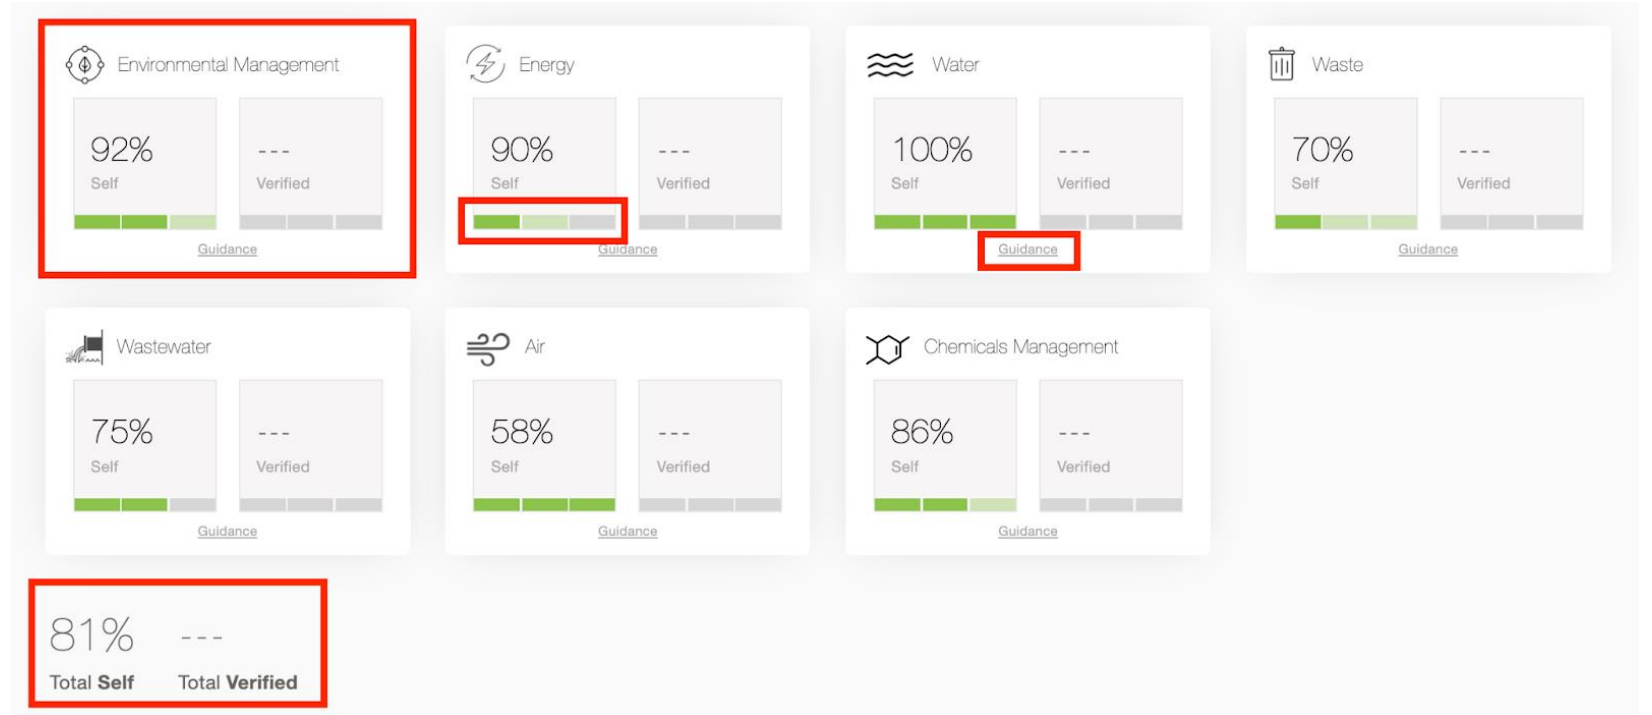 Environmental Management
92%
---
Self
Verified
Guidance
Energy
90%
---
Self
Verified
Guidance
Water
100%
---
Self
Verified
Guidance
Waste
70%
---
Self
Verified
Guidance
Wastewater
75%
---
Self
Verified
Guidance
Air
58%
---
Self
Verified
Guidance
Chemicals Management
86%
---
Self
Verified
Guidance
81%
---
Total Self
Total Verified